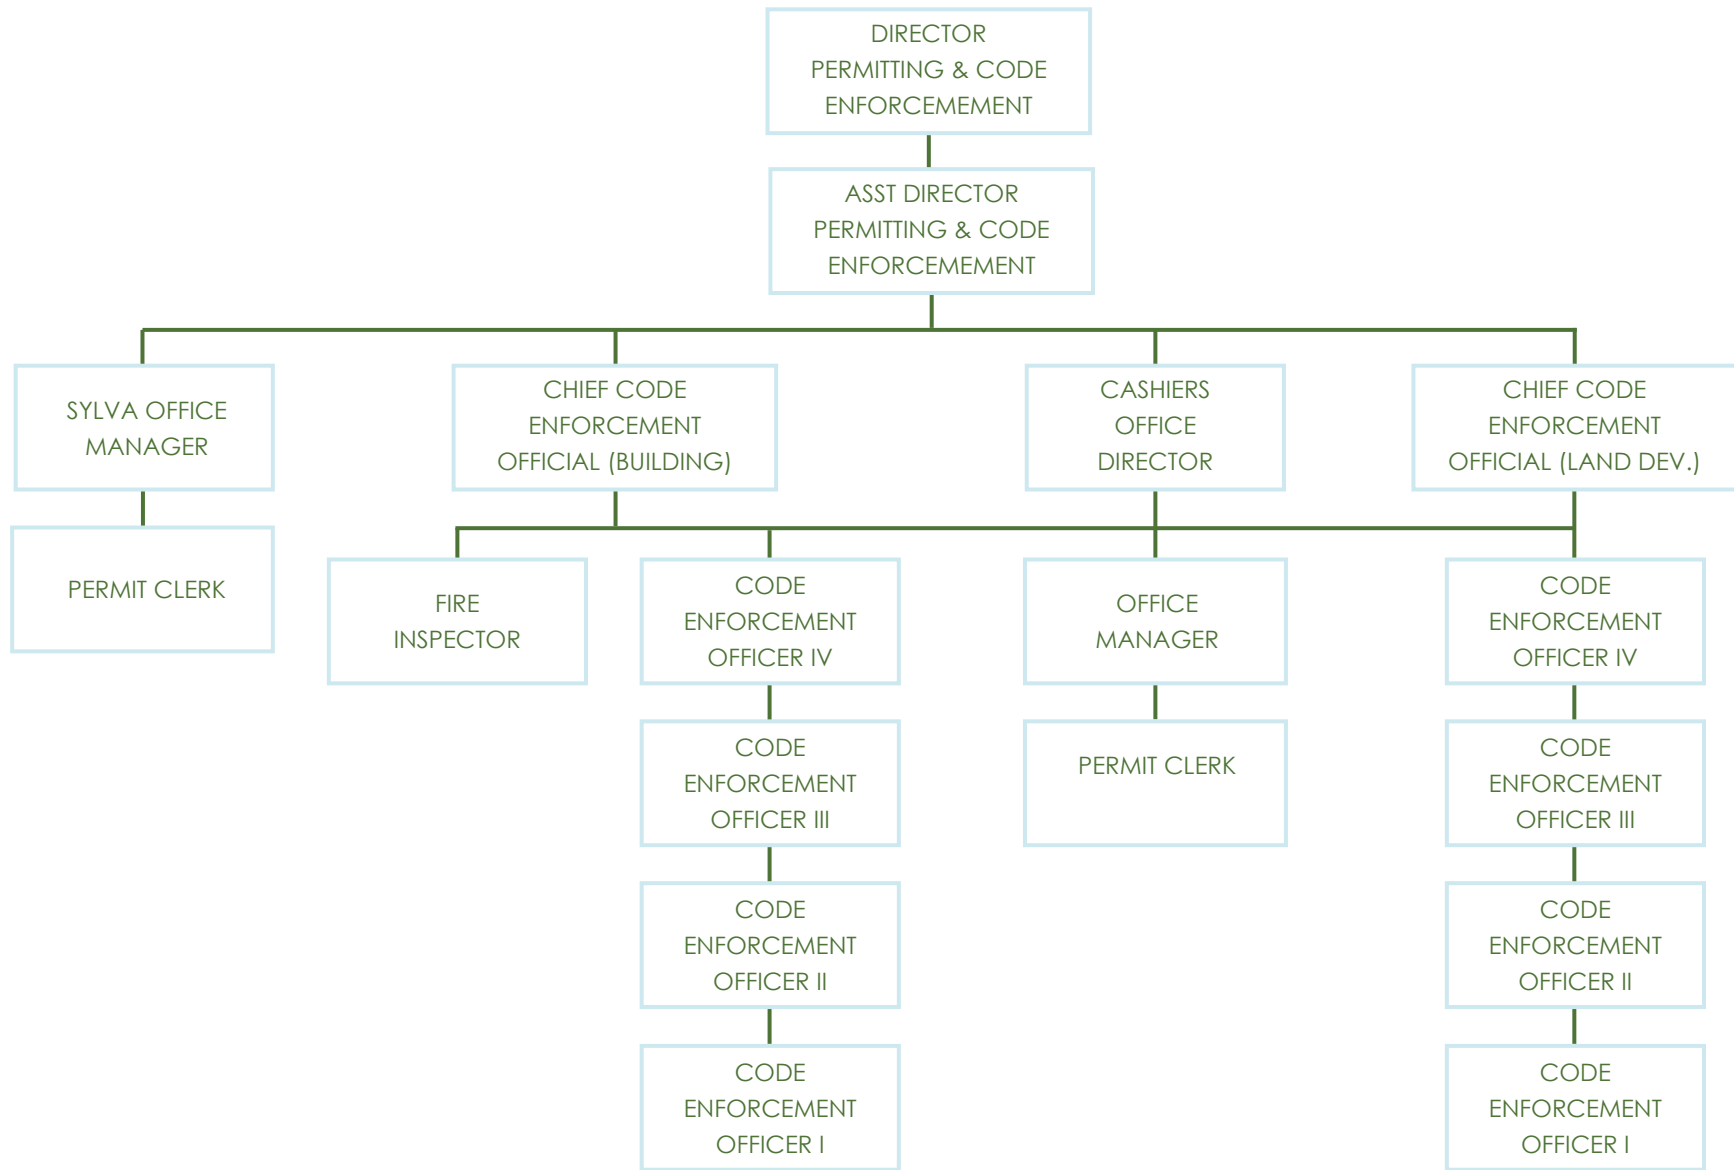 DIRECTOR
PERMITTING & CODE
ENFORCEMEMENT
ASST DIRECTOR
PERMITTING & CODE
ENFORCEMEMENT
SYLVA OFFICE
MANAGER
CHIEF CODE
ENFORCEMENT
OFFICIAL (BUILDING)
CASHIERS
OFFICE
DIRECTOR
CHIEF CODE
ENFORCEMENT
OFFICIAL (LAND DEV.)
PERMIT CLERK
FIRE
INSPECTOR
CODE
ENFORCEMENT
OFFICER IV
OFFICE
MANAGER
CODE
ENFORCEMENT
OFFICER IV
CODE
ENFORCEMENT
OFFICER III
PERMIT CLERK
CODE
ENFORCEMENT
OFFICER III
CODE
ENFORCEMENT
OFFICER II
CODE
ENFORCEMENT
OFFICER II
CODE
ENFORCEMENT
OFFICER I
CODE
ENFORCEMENT
OFFICER I